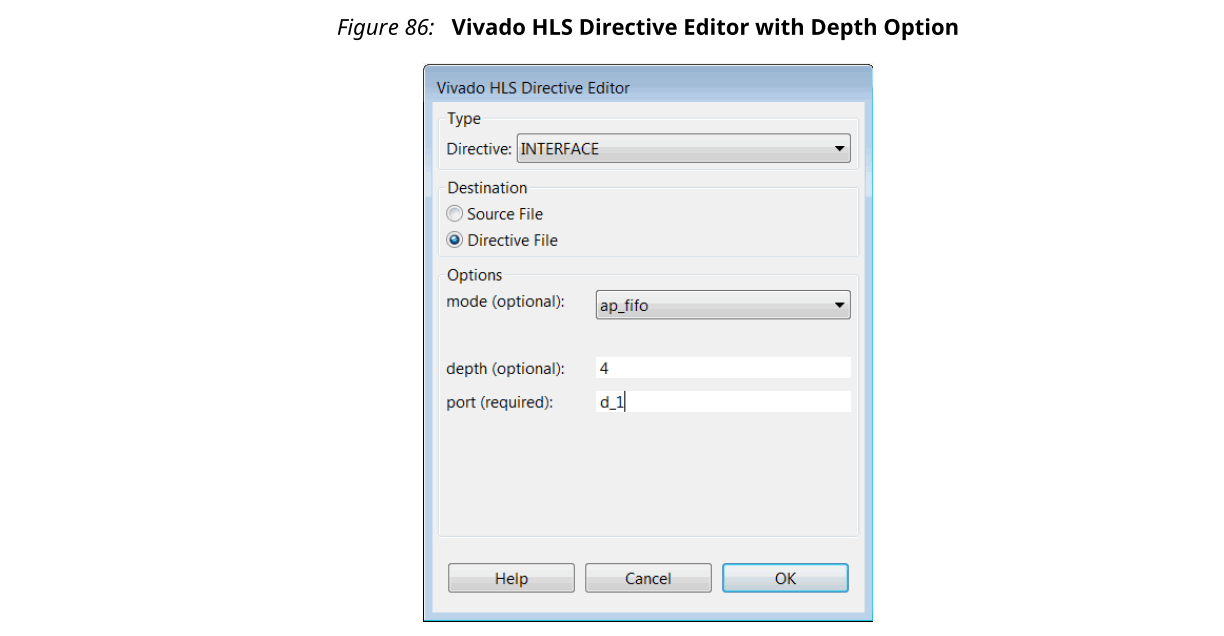 Figure 86: Vivado HLS Directive Editor with Depth Option
Vivado HLS Directive Editor
Type
Directive: INTERFACE
Destination
Source File
Directive File
Options
mode (optional): ap_fifo
depth (optional): 4
port (required): d_1
Help Cancel OK